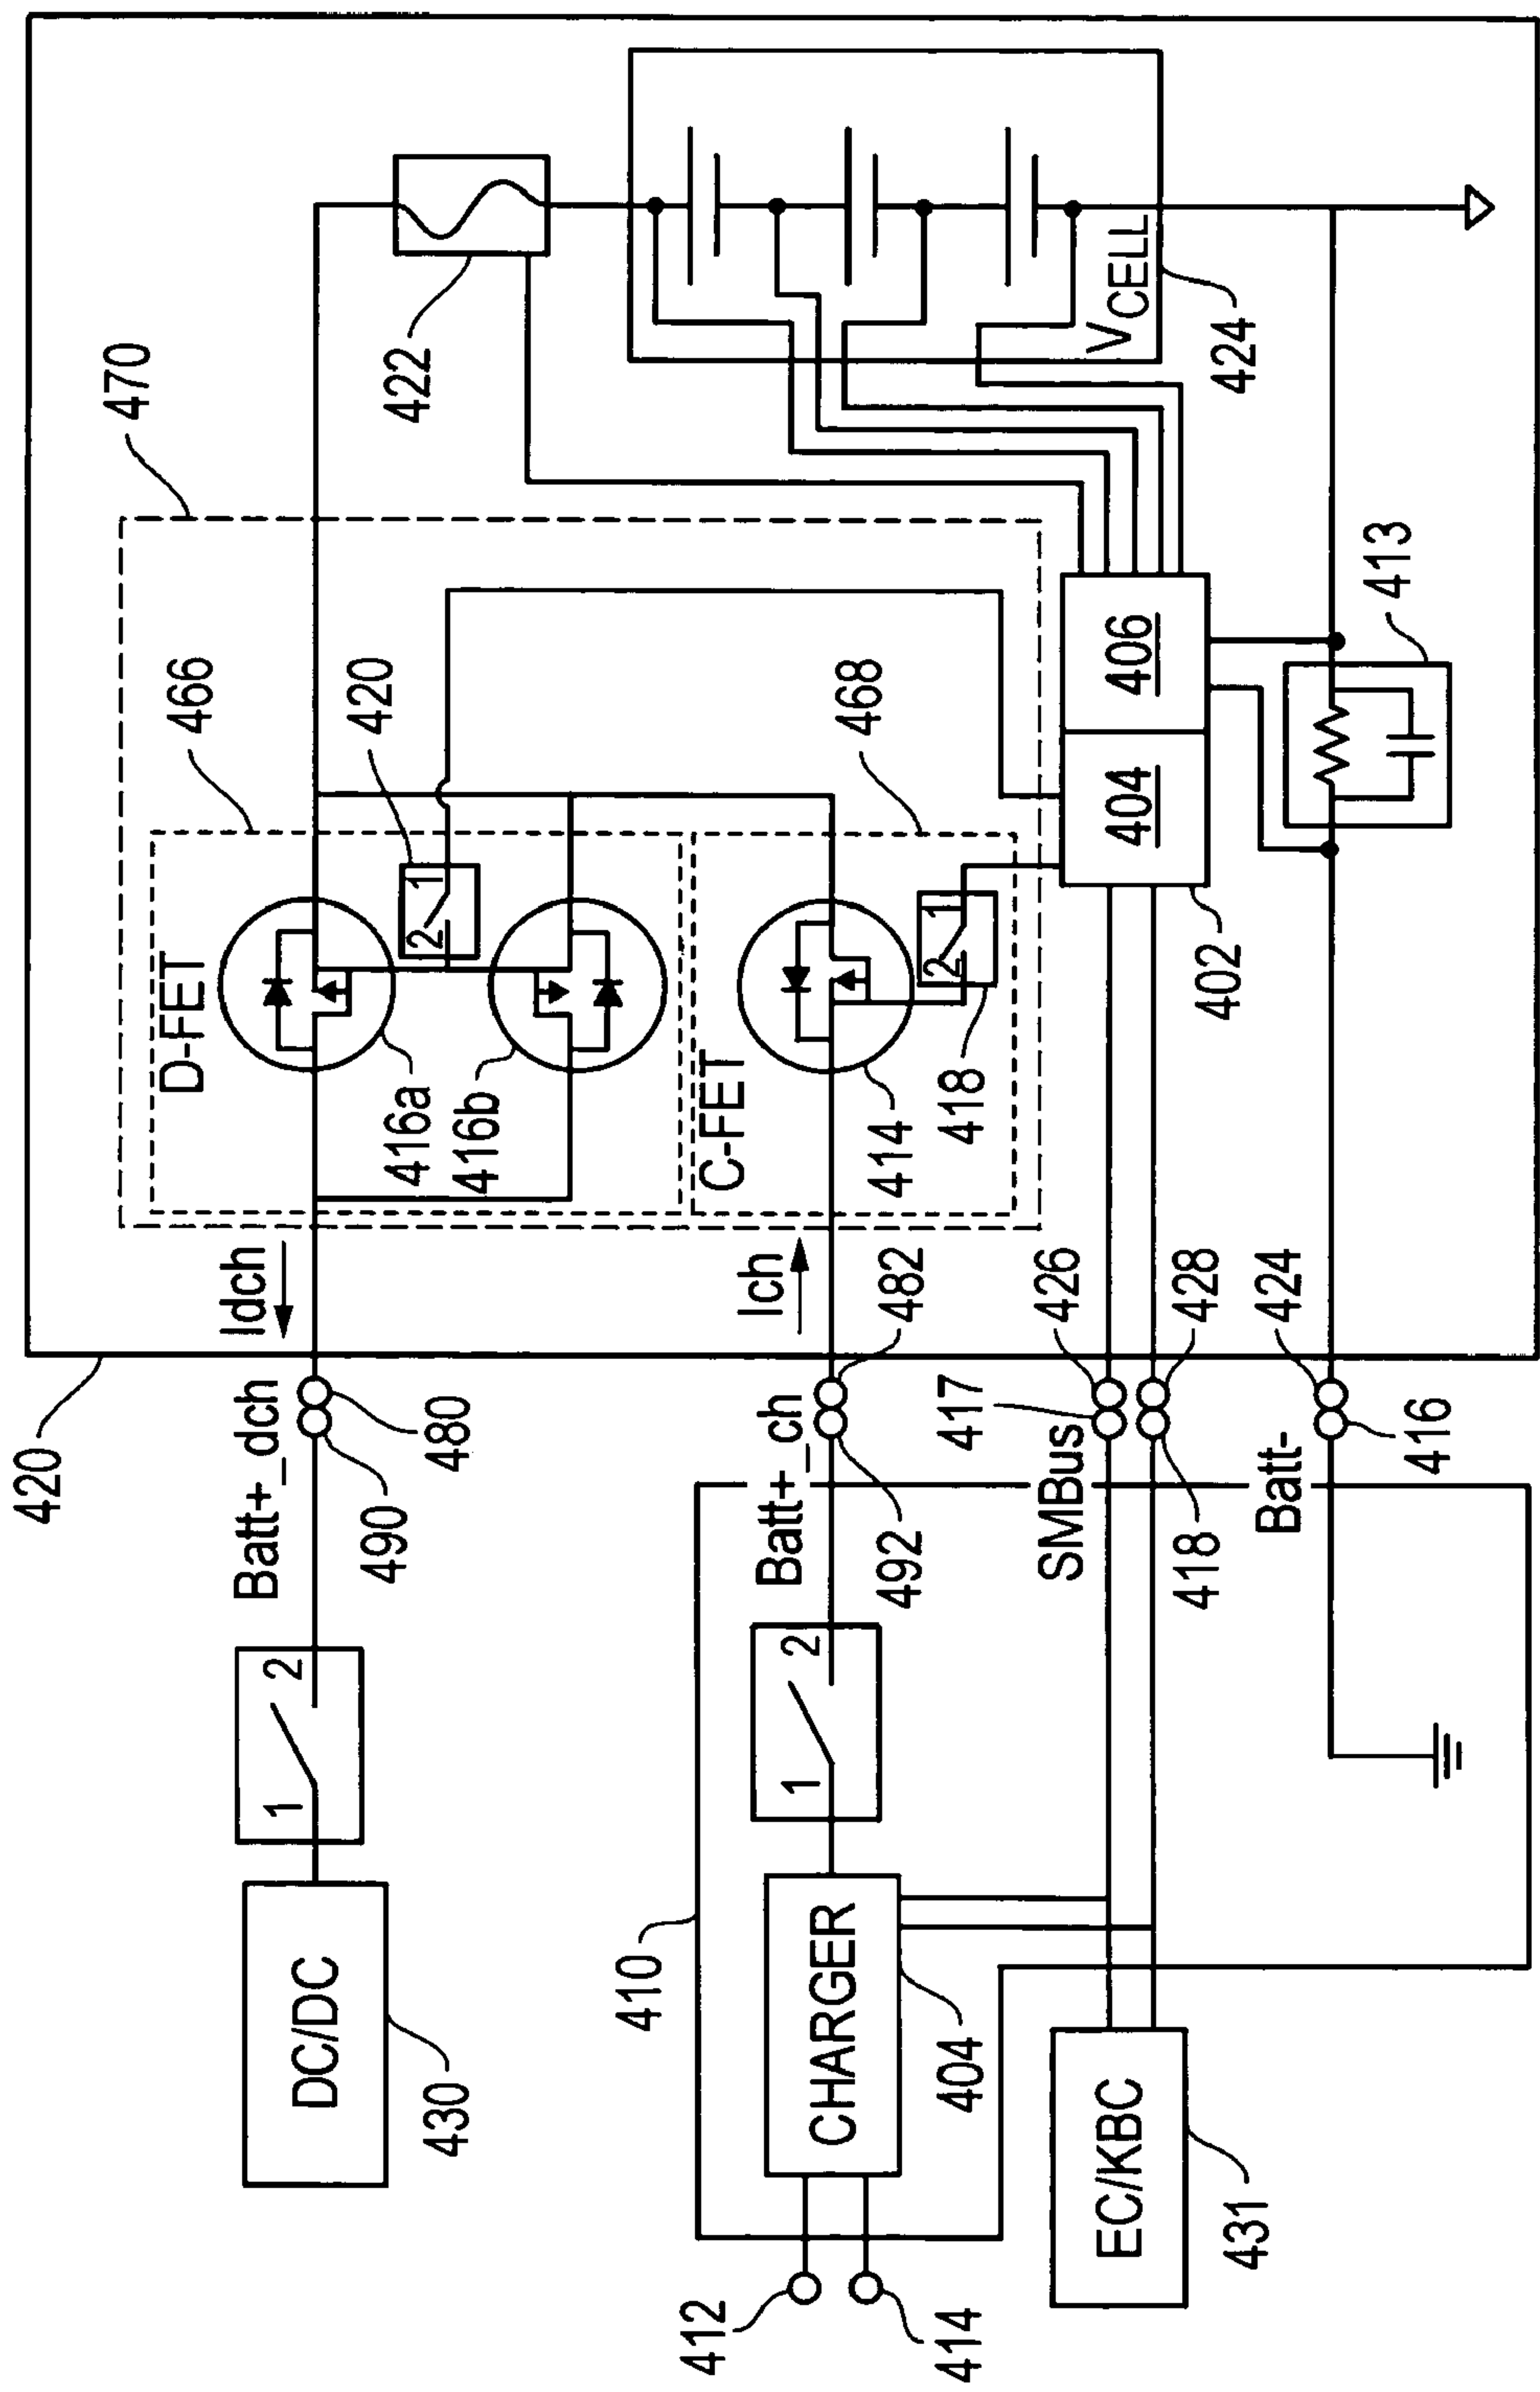 420
470
466
D-FET
420
2 1
416a
416b
468
C-FET
2 1
414
418
422
VCELL
424
404
406
402
413
Idch
Ich
Batt+_dch
490
480
Batt+_ch
492
482
SMBus
417
426
418
428
Batt-
416
424
1 2
DC/DC
430
410
1 2
CHARGER
404
412
414
EC/KBC
431